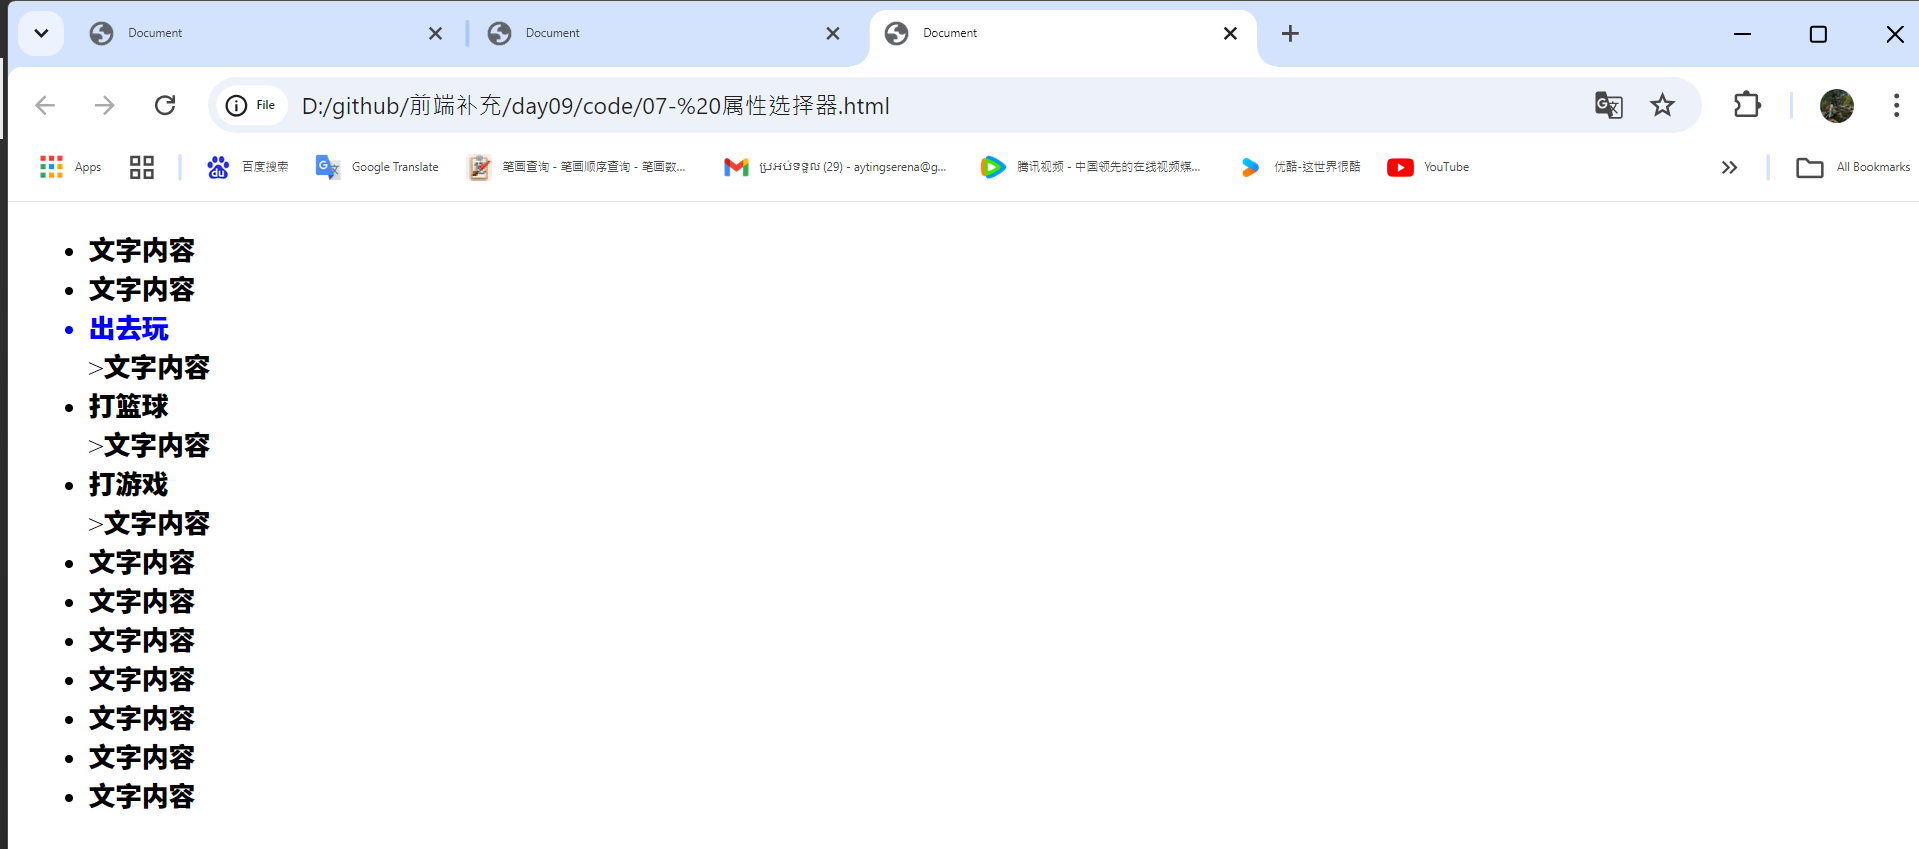 Document
Document
Document
File
D:/github/前端补充/day09/code/07-%20属性选择器.html
Apps
百度搜索
Google Translate
笔画查询 - 笔画顺序查询 - 笔画数...
ប្រអប់ទទួល (29) - aytingserena@g...
腾讯视频 - 中国领先的在线视频媒...
优酷-这世界很酷
YouTube
All Bookmarks
文字内容
文字内容
出去玩
>文字内容
打篮球
>文字内容
打游戏
>文字内容
文字内容
文字内容
文字内容
文字内容
文字内容
文字内容
文字内容